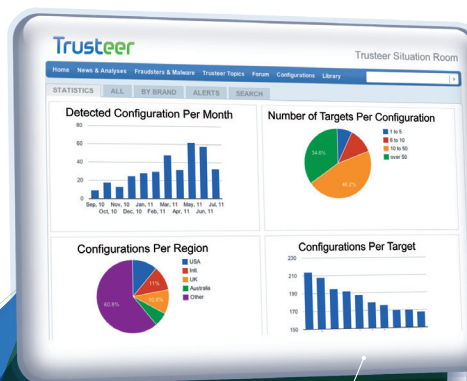 Trusteer
Trusteer Situation Room
Home News & Analyses Fraudsters & Malware Trusteer Topics Forum Configurations Library
STATISTICS ALL BY BRAND ALERTS SEARCH
Detected Configuration Per Month
80
60
40
20
0
Sep, 10 Nov, 10 Jan, 11 Mar, 11 May, 11 Jul, 11
Oct, 10 Dec, 10 Feb, 11 Apr, 11 Jun, 11
Number of Targets Per Configuration
1 to 5
6 to 10
10 to 50
over 50
34.6%
Configurations Per Region
USA
Intl.
UK
Australia
Other
11%
60.6%
Configurations Per Target
230
210
190
170
150